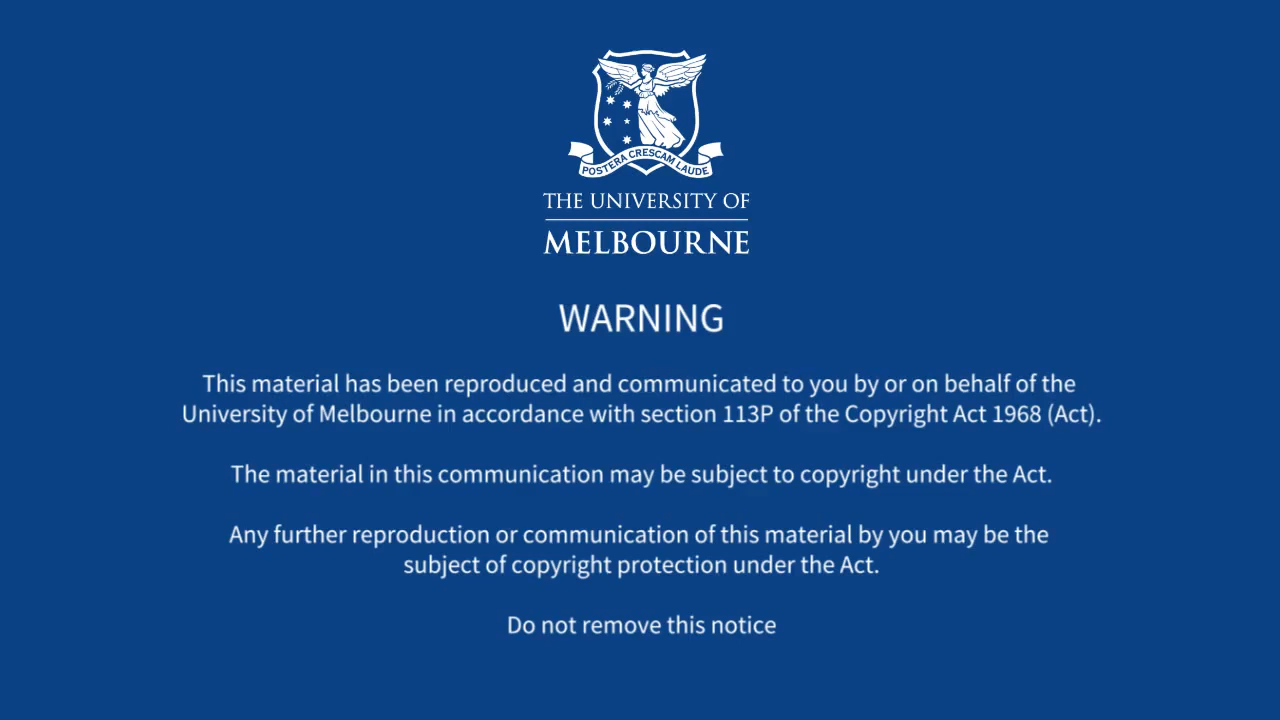 POSTERA CRESCAM LAUDE
THE UNIVERSITY OF
MELBOURNE
WARNING
This material has been reproduced and communicated to you by or on behalf of the
University of Melbourne in accordance with section 113P of the Copyright Act 1968 (Act).
The material in this communication may be subject to copyright under the Act.
Any further reproduction or communication of this material by you may be the
subject of copyright protection under the Act.
Do not remove this notice